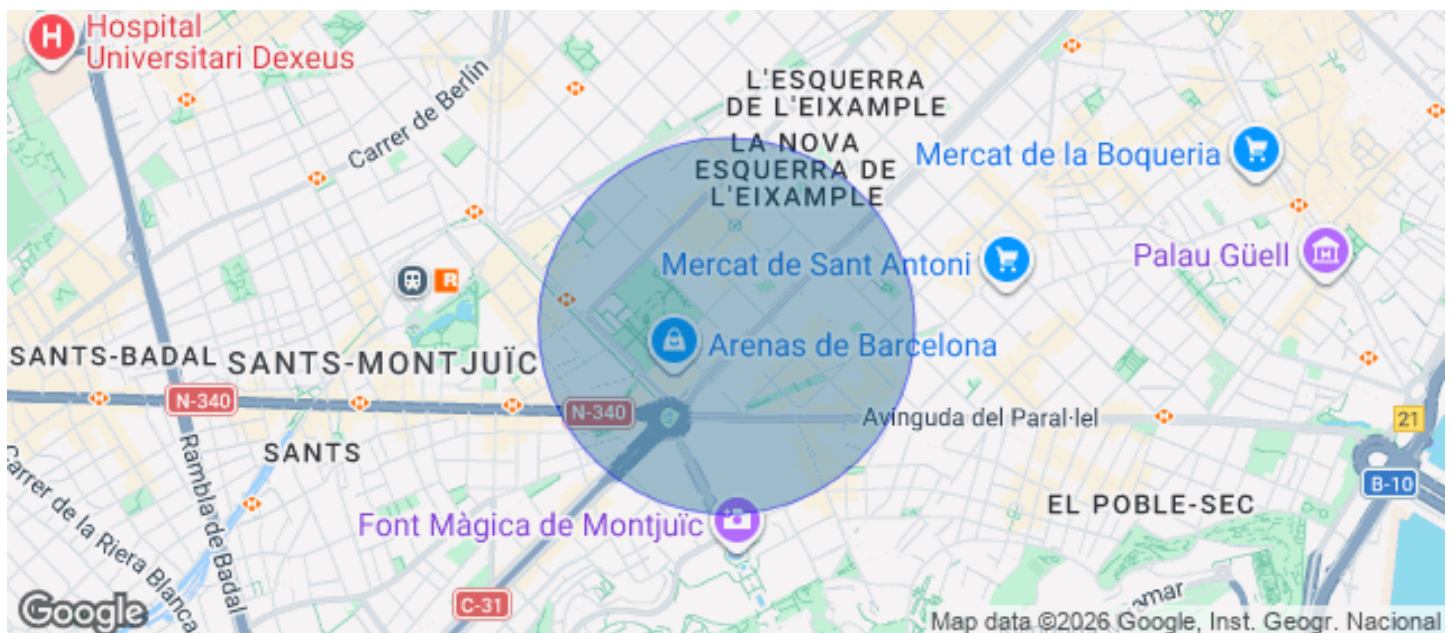 H
Hospital
Universitari Dexeus
Carrer de Berlín
L'ESQUERRA
DE L'EIXAMPLE
LA NOVA
ESQUERRA DE
L'EIXAMPLE
Mercat de la Boqueria
Mercat de Sant Antoni
Palau Güell
R
Arenas de Barcelona
SANTS-BADAL
SANTS-MONTJUÏC
N-340
N-340
Avinguda del Paral·lel
21
B-10
SANTS
Rambla de Badal
Carrer de la Riera Blanca
EL POBLE-SEC
Font Màgica de Montjuïc
C-31
Google
Map data ©2026 Google, Inst. Geogr. Nacional